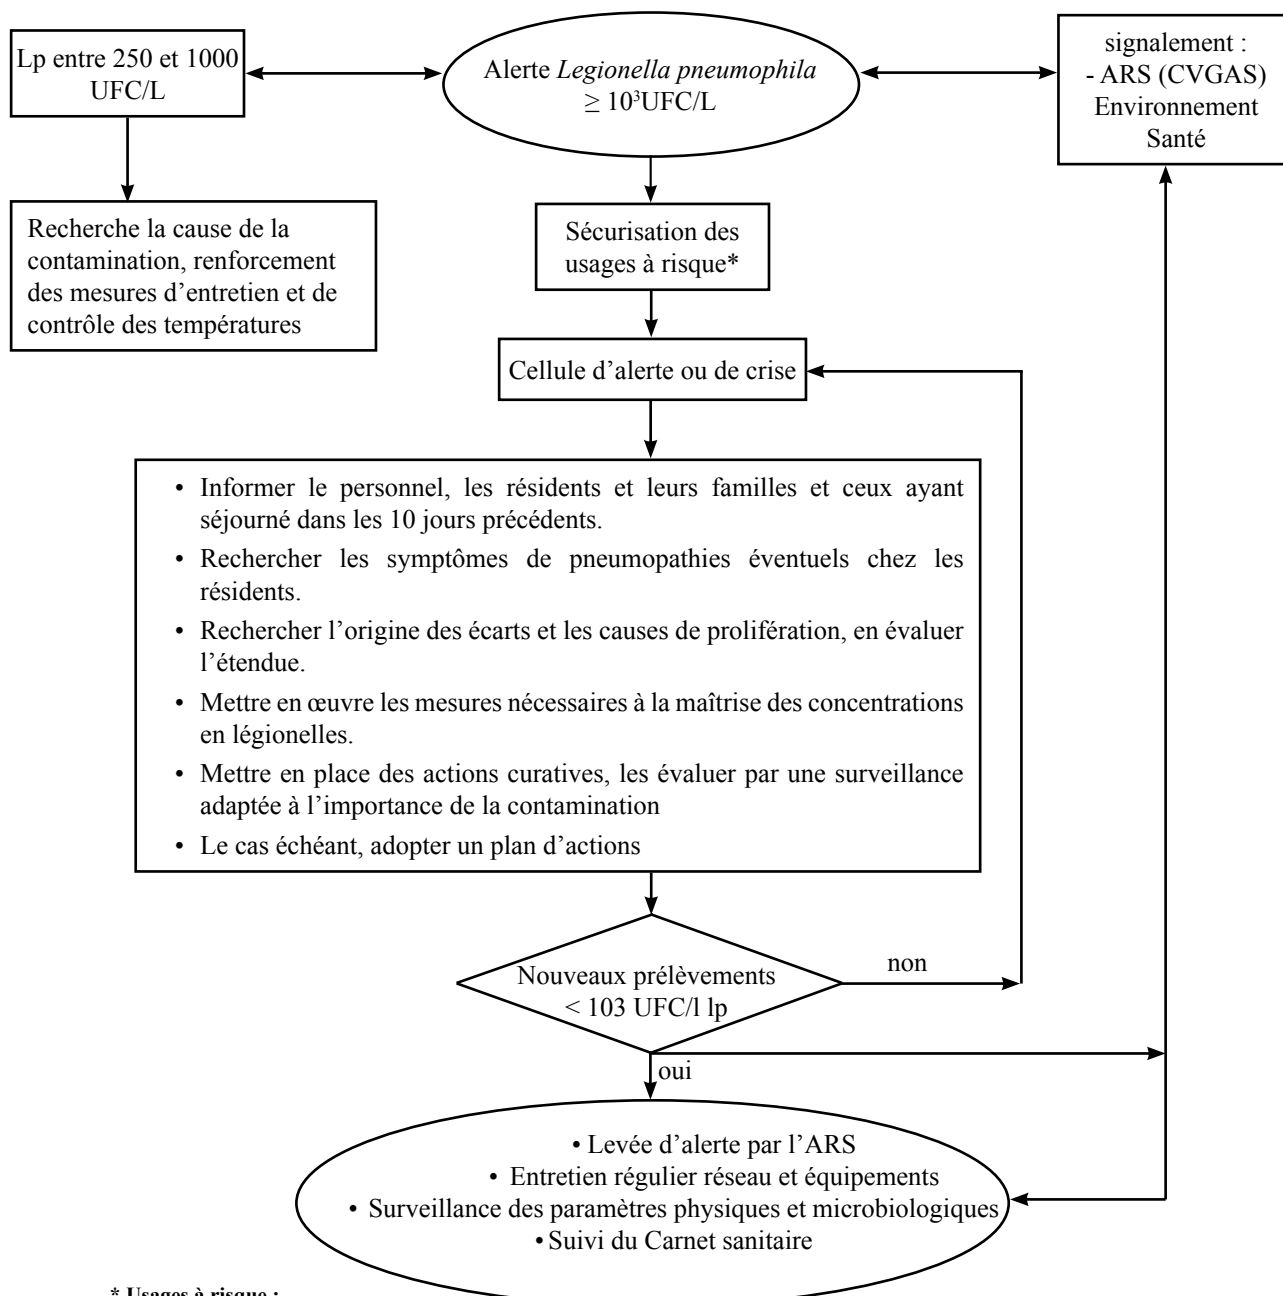 Lp entre 250 et 1000
UFC/L
Alerte Legionella pneumophila
≥ 10³UFC/L
signalement :
- ARS (CVGAS)
Environnement
Santé
Recherche la cause de la
contamination, renforcement
des mesures d’entretien et de
contrôle des températures
Sécurisation des
usages à risque*
Cellule d’alerte ou de crise
• Informer le personnel, les résidents et leurs familles et ceux ayant
séjourné dans les 10 jours précédents.
• Rechercher les symptômes de pneumopathies éventuels chez les
résidents.
• Rechercher l’origine des écarts et les causes de prolifération, en évaluer
l’étendue.
• Mettre en œuvre les mesures nécessaires à la maîtrise des concentrations
en légionelles.
• Mettre en place des actions curatives, les évaluer par une surveillance
adaptée à l’importance de la contamination
• Le cas échéant, adopter un plan d’actions
Nouveaux prélèvements
< 103 UFC/l lp
non
oui
• Levée d’alerte par l’ARS
• Entretien régulier réseau et équipements
• Surveillance des paramètres physiques et microbiologiques
• Suivi du Carnet sanitaire
* Usages à risque :